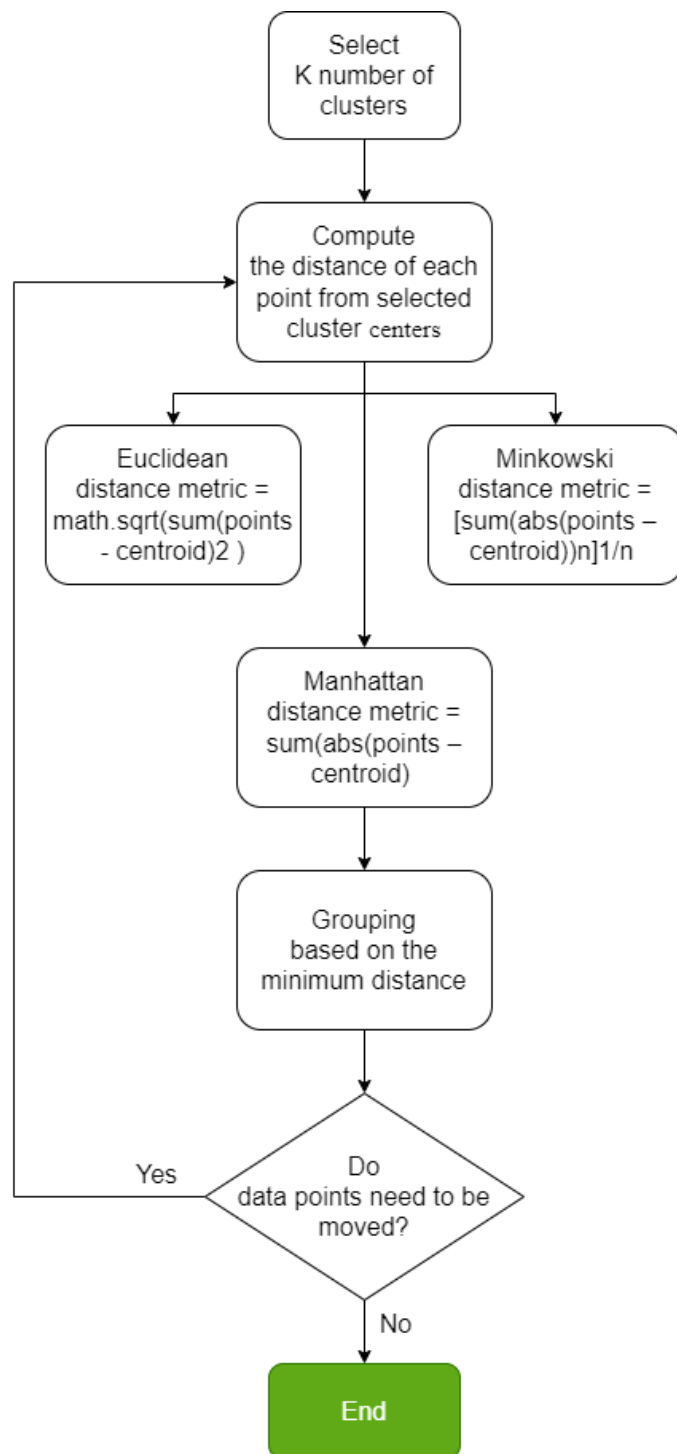 Select
K number of
clusters
Compute
the distance of each
point from selected
cluster centers
Euclidean
distance metric =
math.sqrt(sum(points
- centroid)2 )
Minkowski
distance metric =
[sum(abs(points –
centroid))n]1/n
Manhattan
distance metric =
sum(abs(points –
centroid)
Grouping
based on the
minimum distance
Yes
Do
data points need to be
moved?
No
End